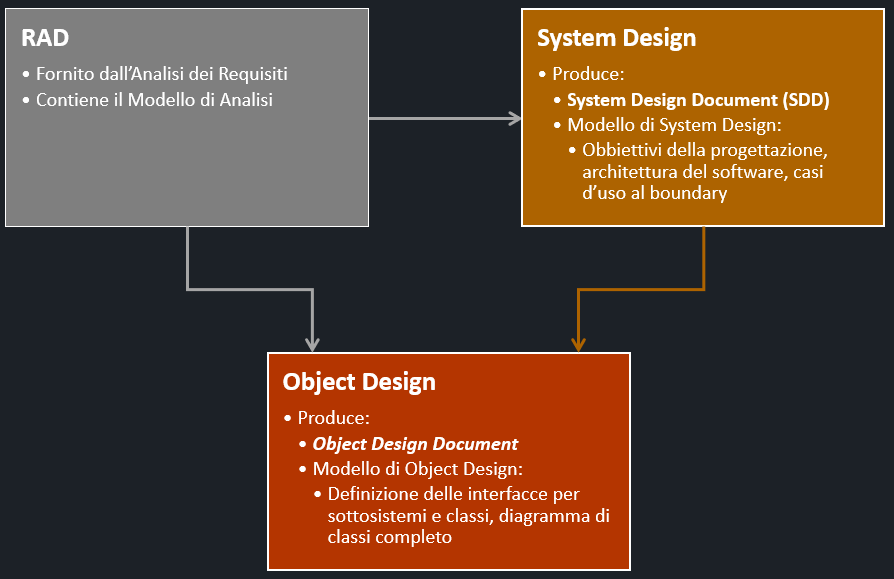 RAD
• Fornito dall’Analisi dei Requisiti
• Contiene il Modello di Analisi
System Design
• Produce:
• System Design Document (SDD)
• Modello di System Design:
• Obbiettivi della progettazione,
architettura del software, casi
d’uso al boundary
Object Design
• Produce:
• Object Design Document
• Modello di Object Design:
• Definizione delle interfacce per
sottosistemi e classi, diagramma di
classi completo